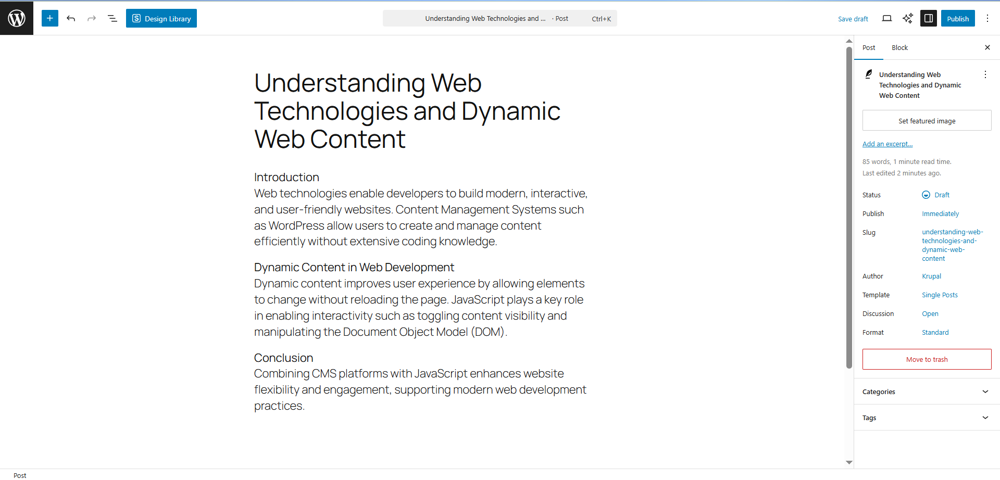 Design Library
Understanding Web Technologies and ... · Post Ctrl+K
Save draft
Publish
Understanding Web
Technologies and Dynamic
Web Content
Introduction
Web technologies enable developers to build modern, interactive,
and user-friendly websites. Content Management Systems such
as WordPress allow users to create and manage content
efficiently without extensive coding knowledge.
Dynamic Content in Web Development
Dynamic content improves user experience by allowing elements
to change without reloading the page. JavaScript plays a key role
in enabling interactivity such as toggling content visibility and
manipulating the Document Object Model (DOM).
Conclusion
Combining CMS platforms with JavaScript enhances website
flexibility and engagement, supporting modern web development
practices.
Post Block
Understanding Web
Technologies and Dynamic
Web Content
Set featured image
Add an excerpt...
85 words, 1 minute read time.
Last edited 2 minutes ago.
Status Draft
Publish Immediately
Slug understanding-web-
technologies-and-
dynamic-web-
content
Author Krupal
Template Single Posts
Discussion Open
Format Standard
Move to trash
Categories
Tags
Post